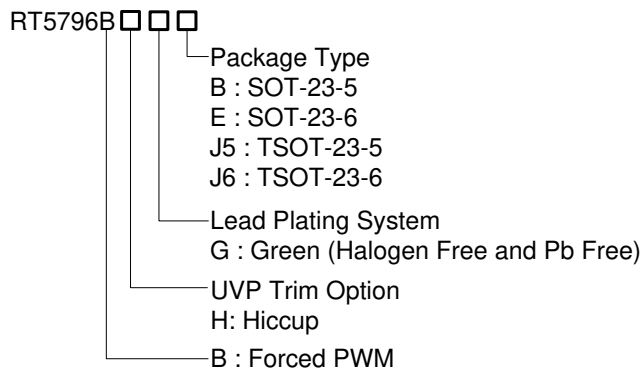 RT5796B
Package Type
B : SOT-23-5
E : SOT-23-6
J5 : TSOT-23-5
J6 : TSOT-23-6
Lead Plating System
G : Green (Halogen Free and Pb Free)
UVP Trim Option
H: Hiccup
B : Forced PWM